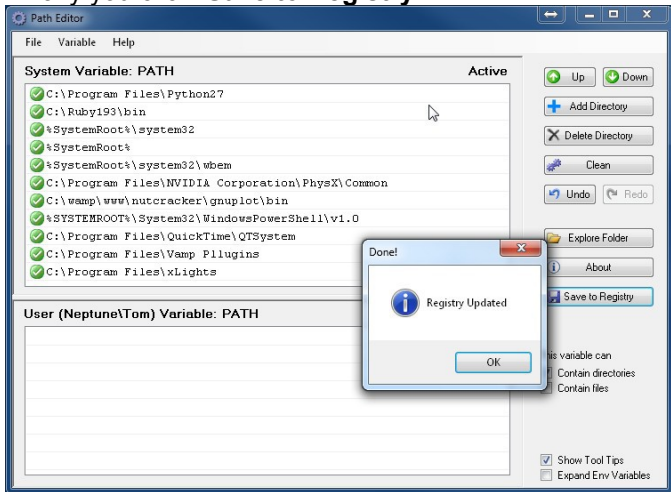 Path Editor
File Variable Help
System Variable: PATH Active
C:\Program Files\Python27
C:\Ruby193\bin
%SystemRoot%\system32
%SystemRoot%
%SystemRoot%\system32\wbem
C:\Program Files\NVIDIA Corporation\PhysX\Common
C:\wamp\www\nutcracker\gnuplot\bin
%SYSTEMROOT%\System32\WindowsPowerShell\v1.0
C:\Program Files\QuickTime\QTSystem
C:\Program Files\Vamp Pllugins
C:\Program Files\xLights
User (Neptune\Tom) Variable: PATH
Done!
Registry Updated
OK
Up Down
Add Directory
Delete Directory
Clean
Undo Redo
Explore Folder
About
Save to Registry
his variable can
Contain directories
Contain files
Show Tool Tips
Expand Env Variables